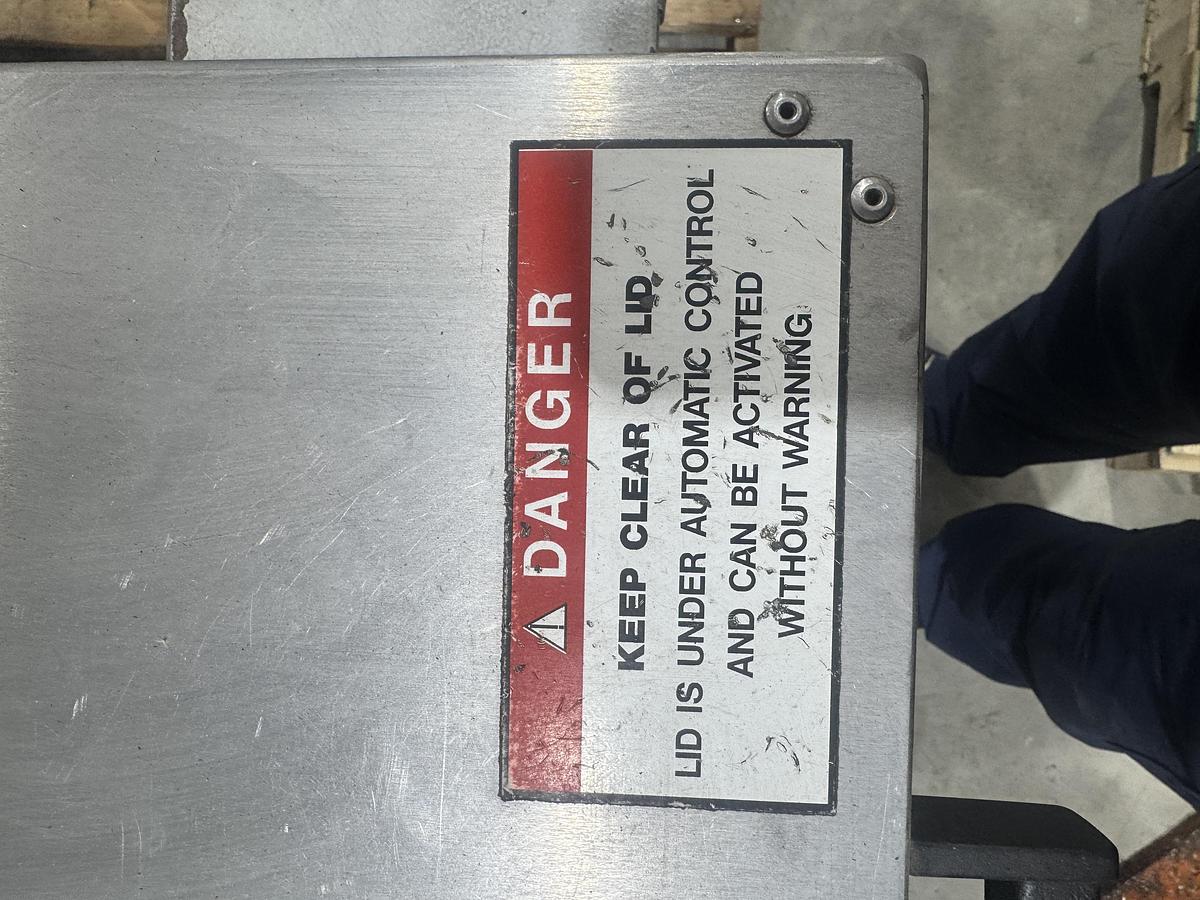 DANGER
KEEP CLEAR OF LID
LID IS UNDER AUTOMATIC CONTROL
AND CAN BE ACTIVATED
WITHOUT WARNING